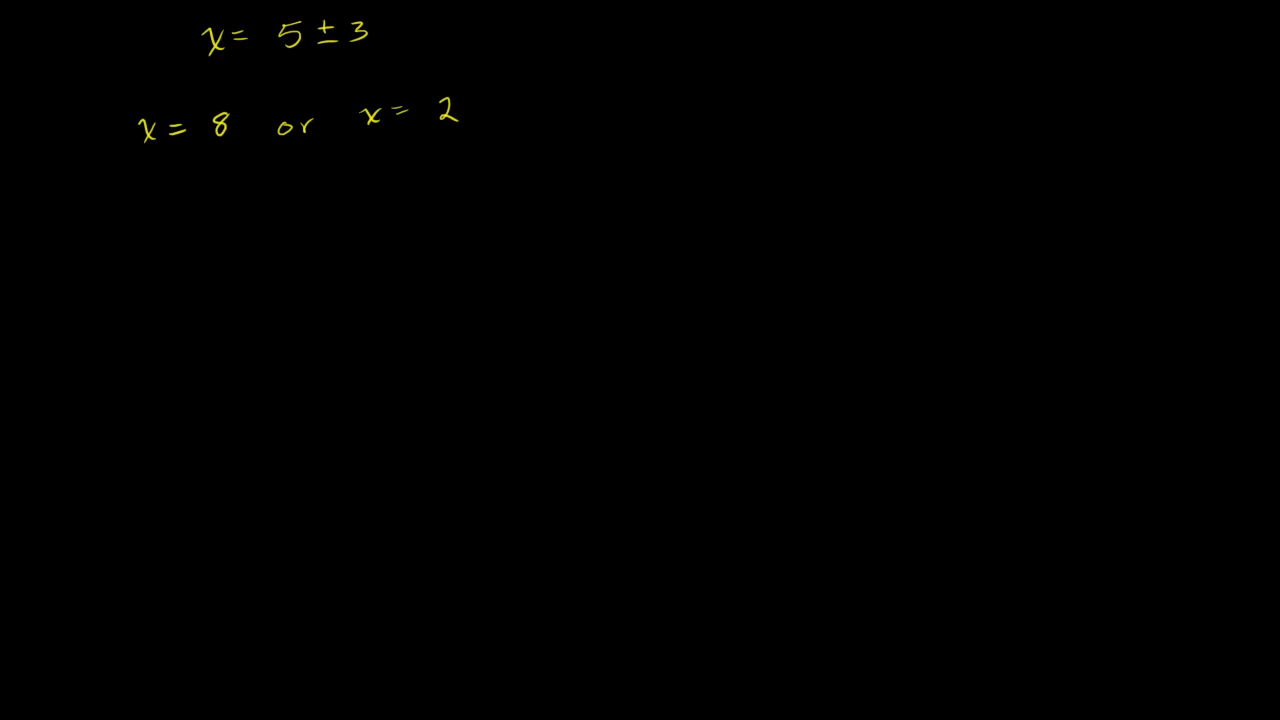 x = 5 ± 3
x = 8 or x = 2